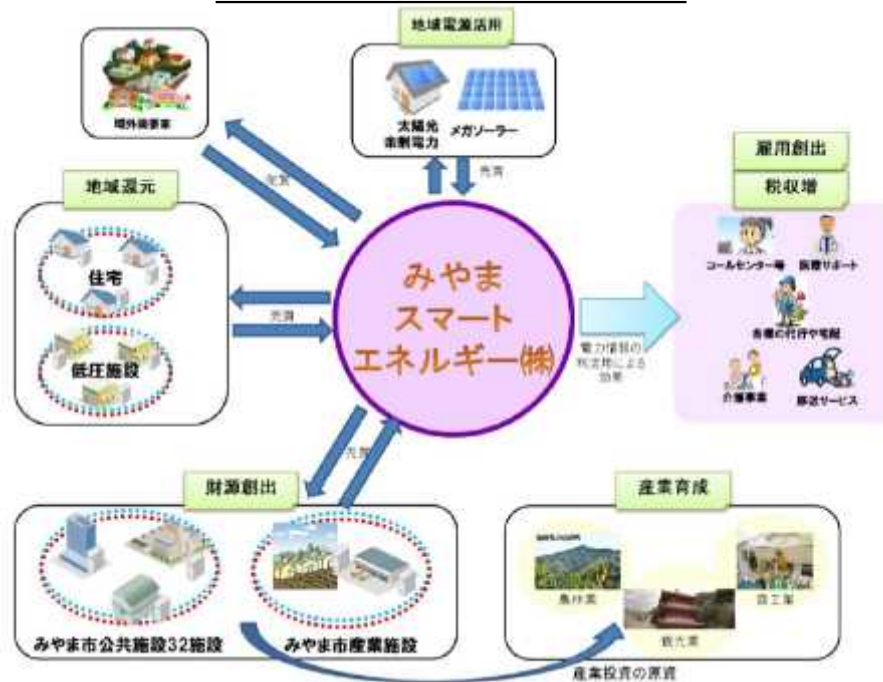 地域電源活用
太陽光
余剰電力
メガソーラー
売買
域外需要家
売買
地域還元
住宅
低圧施設
売買
みやま
スマート
エネルギー㈱
電力情報の
利活用による
効果
雇用創出
税収増
コールセンター等
医療サポート
各種の代行や宅配
介護事業
移送サービス
売買
財源創出
みやま市公共施設32施設
みやま市産業施設
産業育成
農林業
商工業
観光業
産業投資の原資